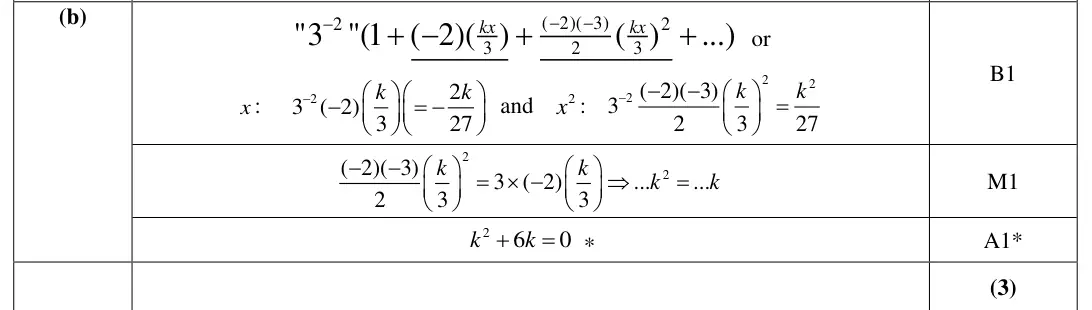 (b)
"3⁻²"(1 + (−2)(kx/3) + (−2)(−3)/2 (kx/3)² + ...) or
x: 3⁻²(−2)(k/3)(= −2k/27) and x²: 3⁻² (−2)(−3)/2 (k/3)² = k²/27
B1
(−2)(−3)/2 (k/3)² = 3×(−2)(k/3) ⇒ ...k² = ...k
M1
k² + 6k = 0 *
A1*
(3)